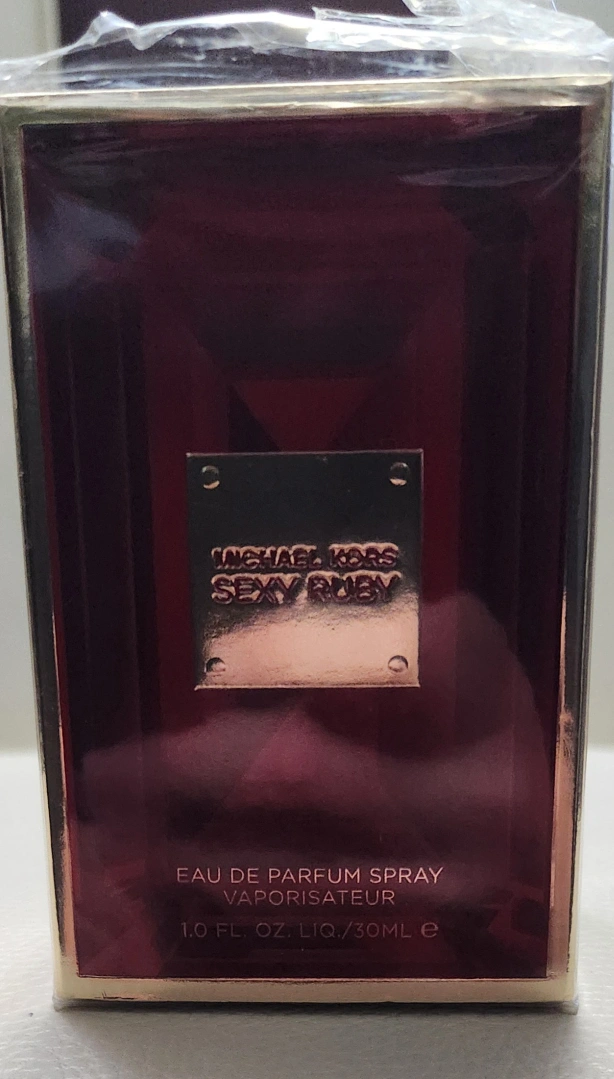 MICHAEL KORS
SEXY RUBY
EAU DE PARFUM SPRAY
VAPORISATEUR
1.0 FL. OZ. LIQ./30ML ℮